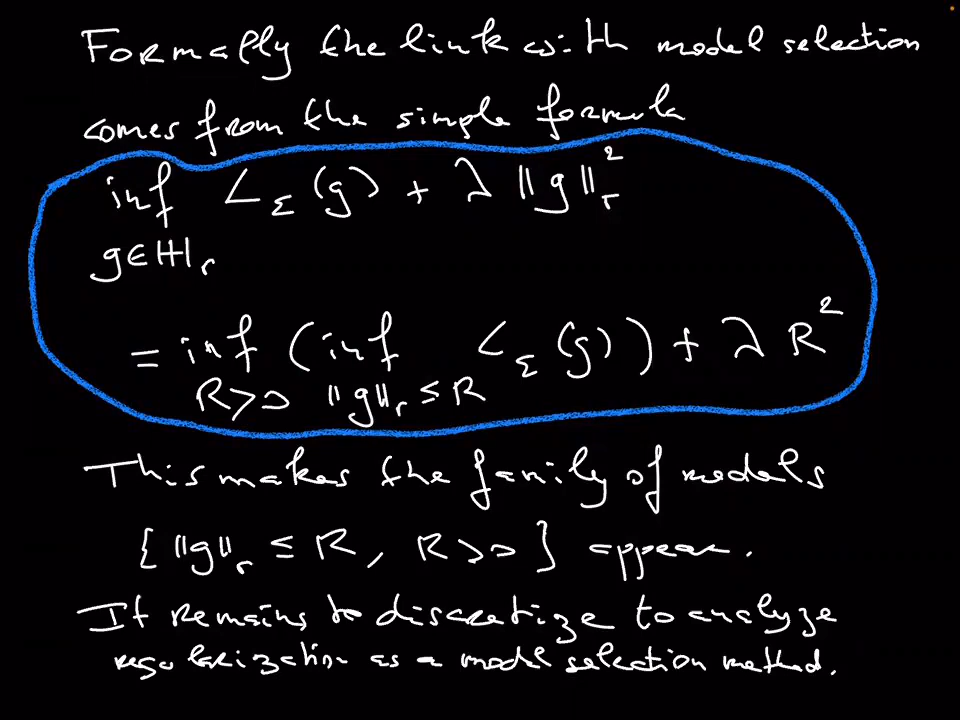 Formally the link with model selection
comes from the simple formula
inf L_Σ(g) + λ ||g||_r^2
g∈ℍ_r
= inf (inf L_Σ(g)) + λ R^2
R>0 ||g||_r ≤ R
This makes the family of models
{ ||g||_r ≤ R, R>0 } appear.
It remains to discretize to analyze
regularization as a model selection method.